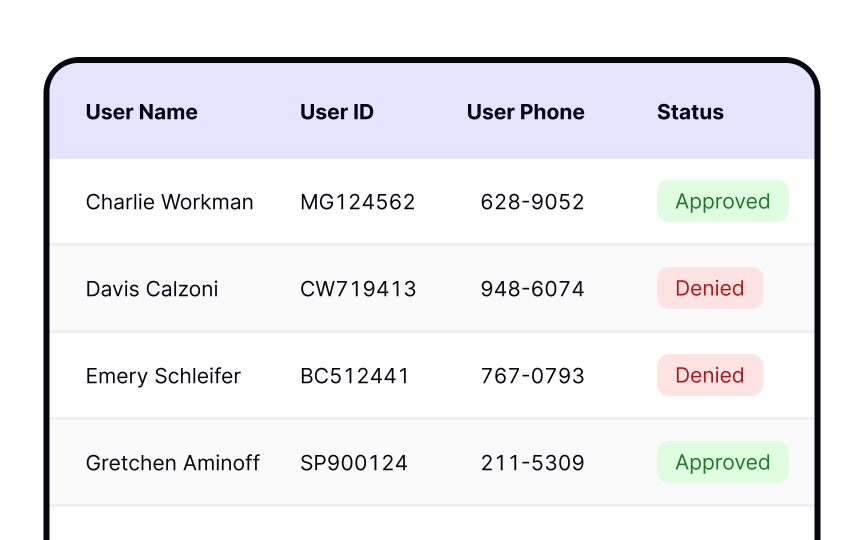 User Name User ID User Phone Status
Charlie Workman MG124562 628-9052 Approved
Davis Calzoni CW719413 948-6074 Denied
Emery Schleifer BC512441 767-0793 Denied
Gretchen Aminoff SP900124 211-5309 Approved